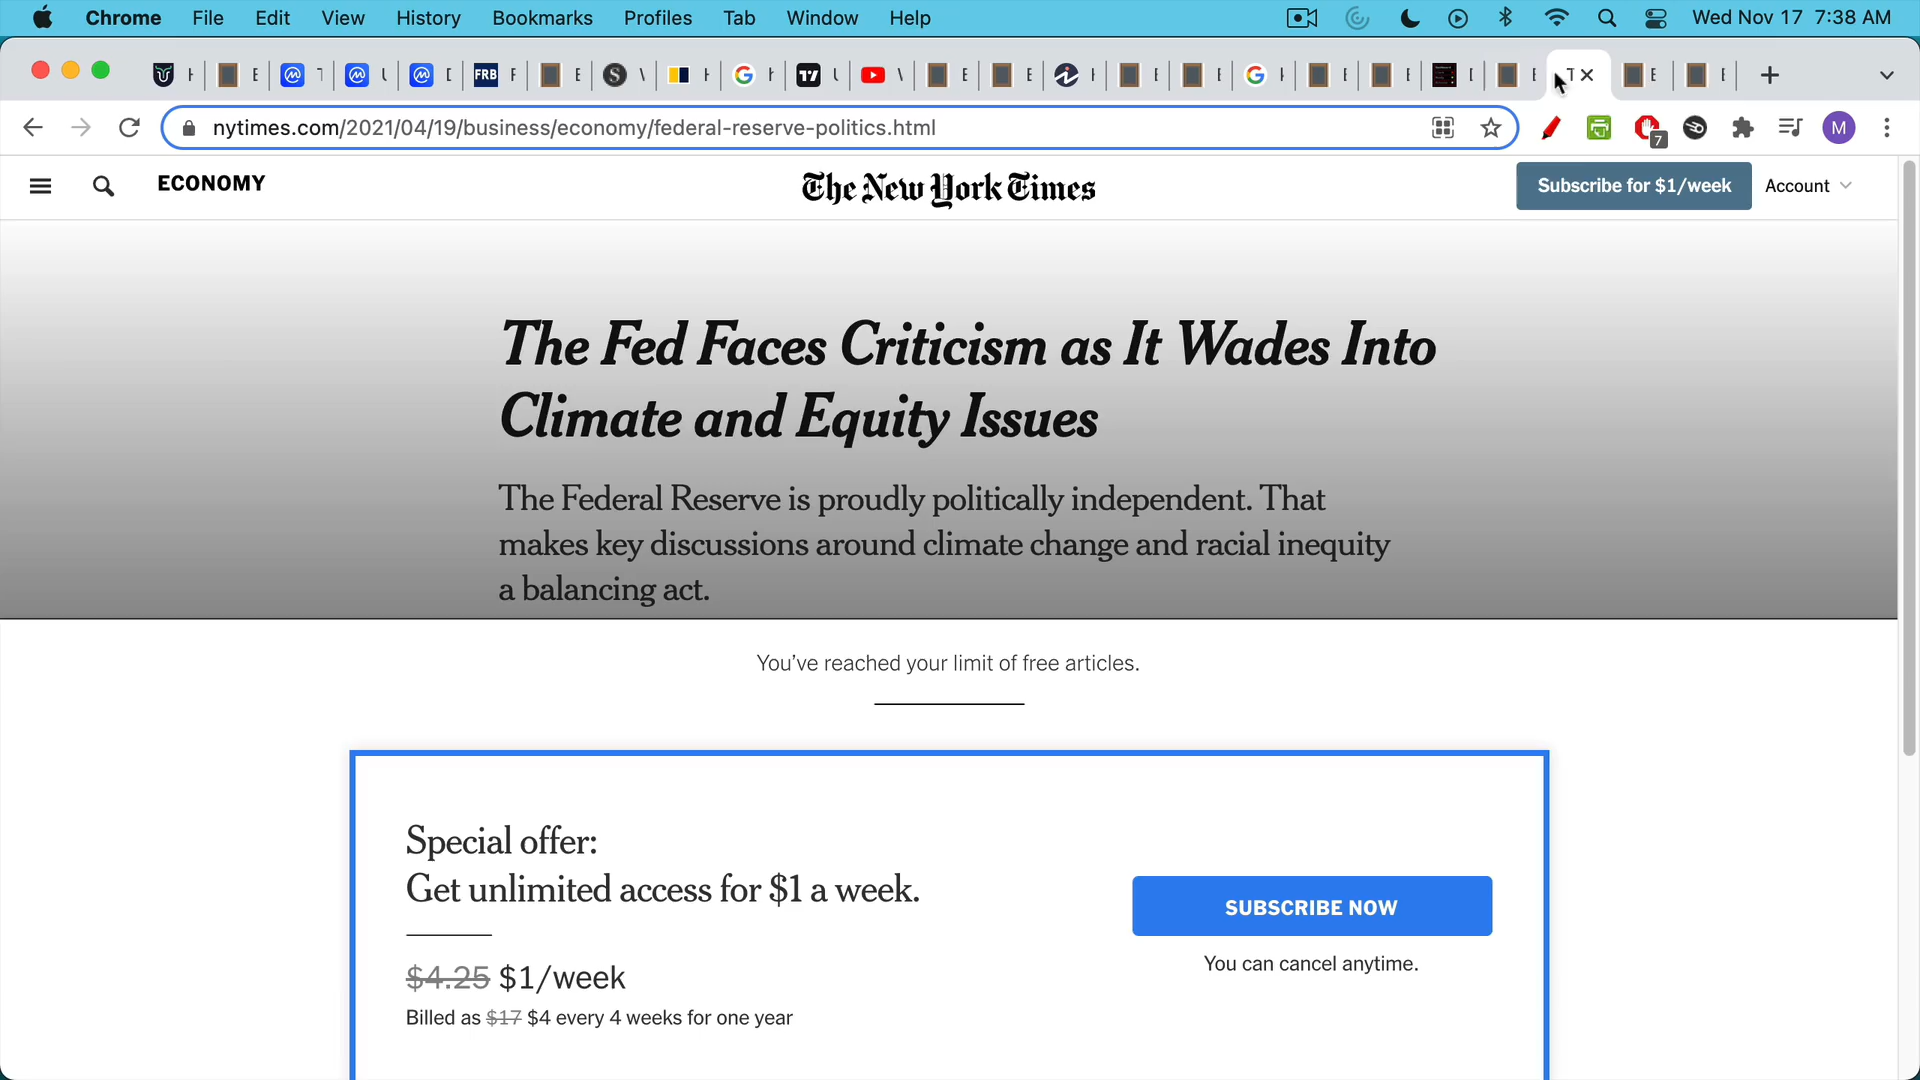 Chrome File Edit View History Bookmarks Profiles Tab Window Help Wed Nov 17 7:38 AM
FRB
nytimes.com/2021/04/19/business/economy/federal-reserve-politics.html
7
M
ECONOMY
The New York Times
Subscribe for $1/week
Account
The Fed Faces Criticism as It Wades Into
Climate and Equity Issues
The Federal Reserve is proudly politically independent. That
makes key discussions around climate change and racial inequity
a balancing act.
You’ve reached your limit of free articles.
Special offer:
Get unlimited access for $1 a week.
$4.25 $1/week
Billed as $17 $4 every 4 weeks for one year
SUBSCRIBE NOW
You can cancel anytime.